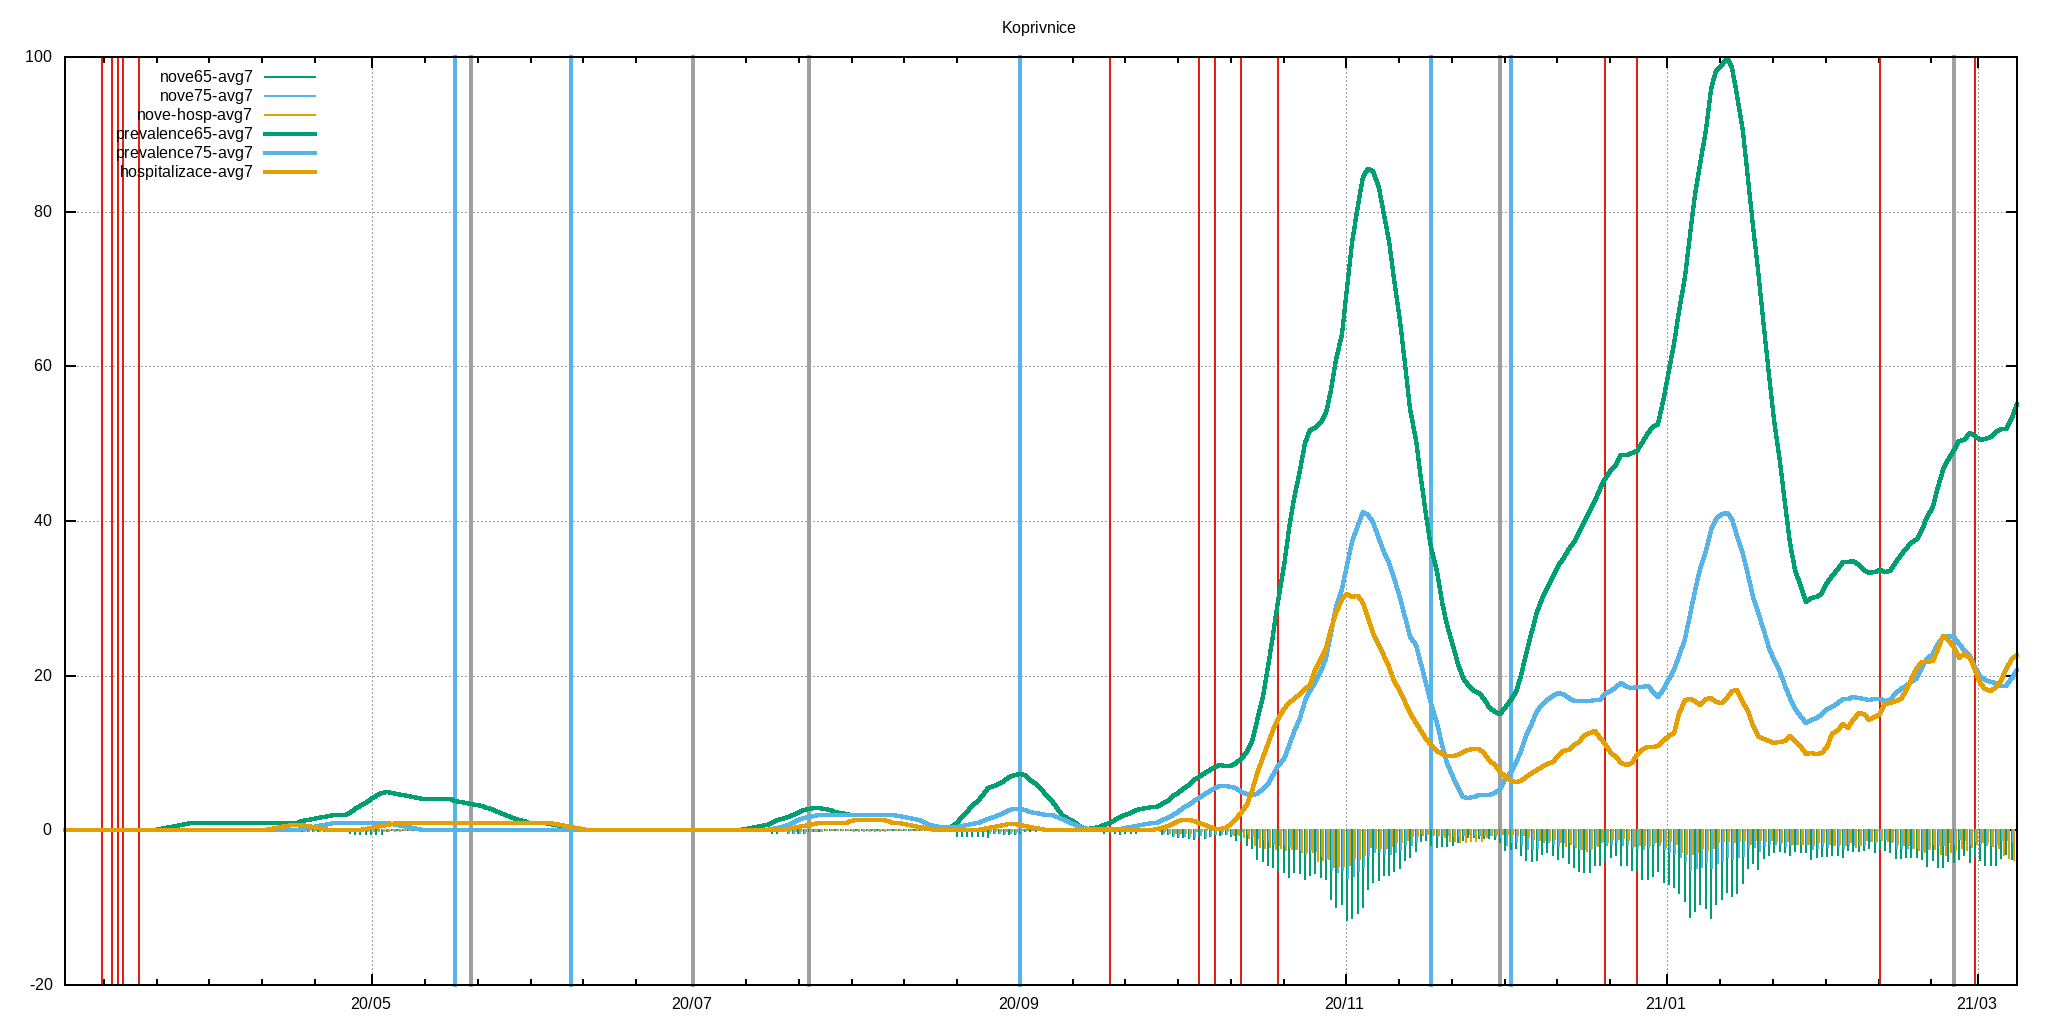 Koprivnice
100
nove65-avg7
nove75-avg7
nove-hosp-avg7
prevalence65-avg7
prevalence75-avg7
hospitalizace-avg7
80
60
40
20
0
-20
20/05
20/07
20/09
20/11
21/01
21/03